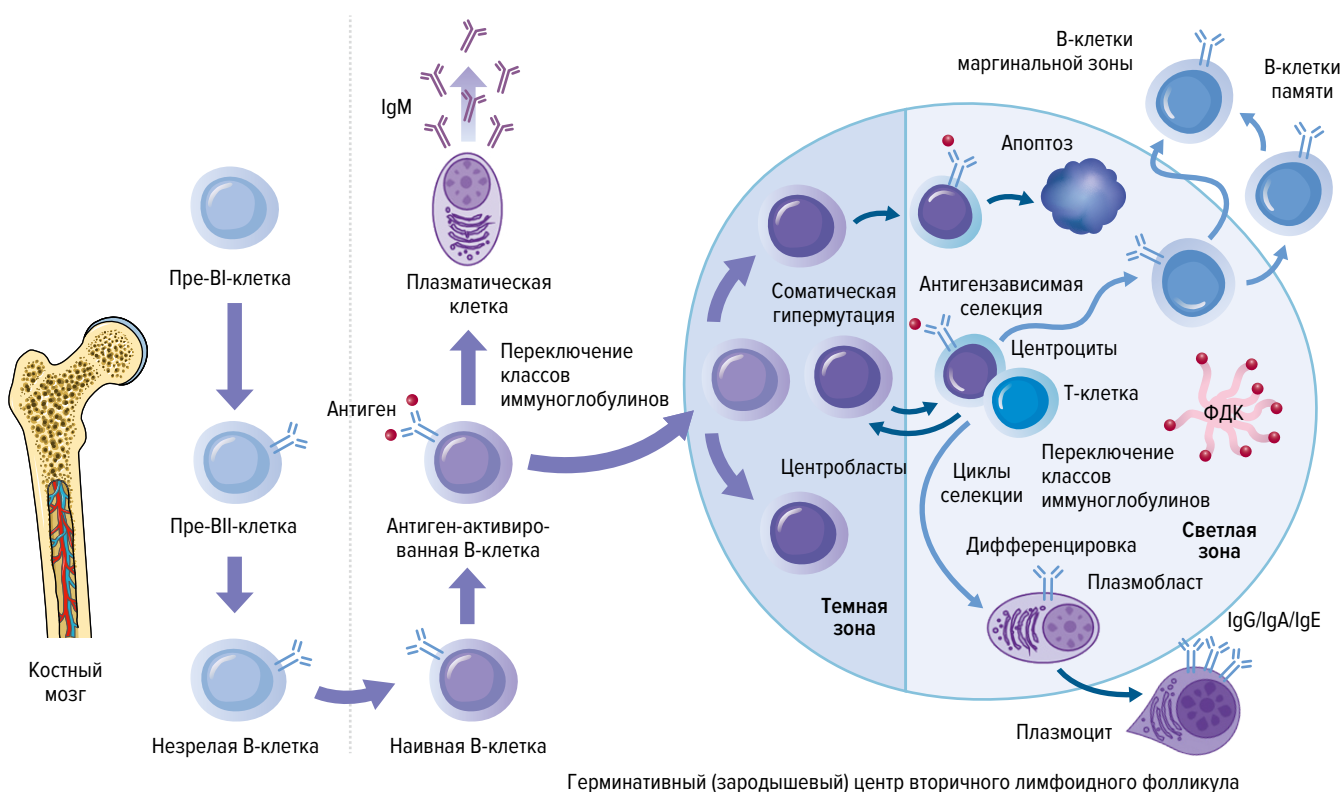 Пре-BI-клетка
Пре-BII-клетка
Незрелая В-клетка
Костный
мозг
IgM
Плазматическая
клетка
Переключение
классов
иммуноглобулинов
Антиген
Антиген-активиро-
ванная В-клетка
Наивная В-клетка
Соматическая
гипермутация
Центробласты
Темная
зона
Апоптоз
Антигензависимая
селекция
Центроциты
Т-клетка
ФДК
Циклы
селекции
Переключение
классов
иммуноглобулинов
Светлая
зона
Дифференцировка
Плазмобласт
IgG/IgA/IgE
Плазмоцит
В-клетки
маргинальной зоны
В-клетки
памяти
Герминативный (зародышевый) центр вторичного лимфоидного фолликула